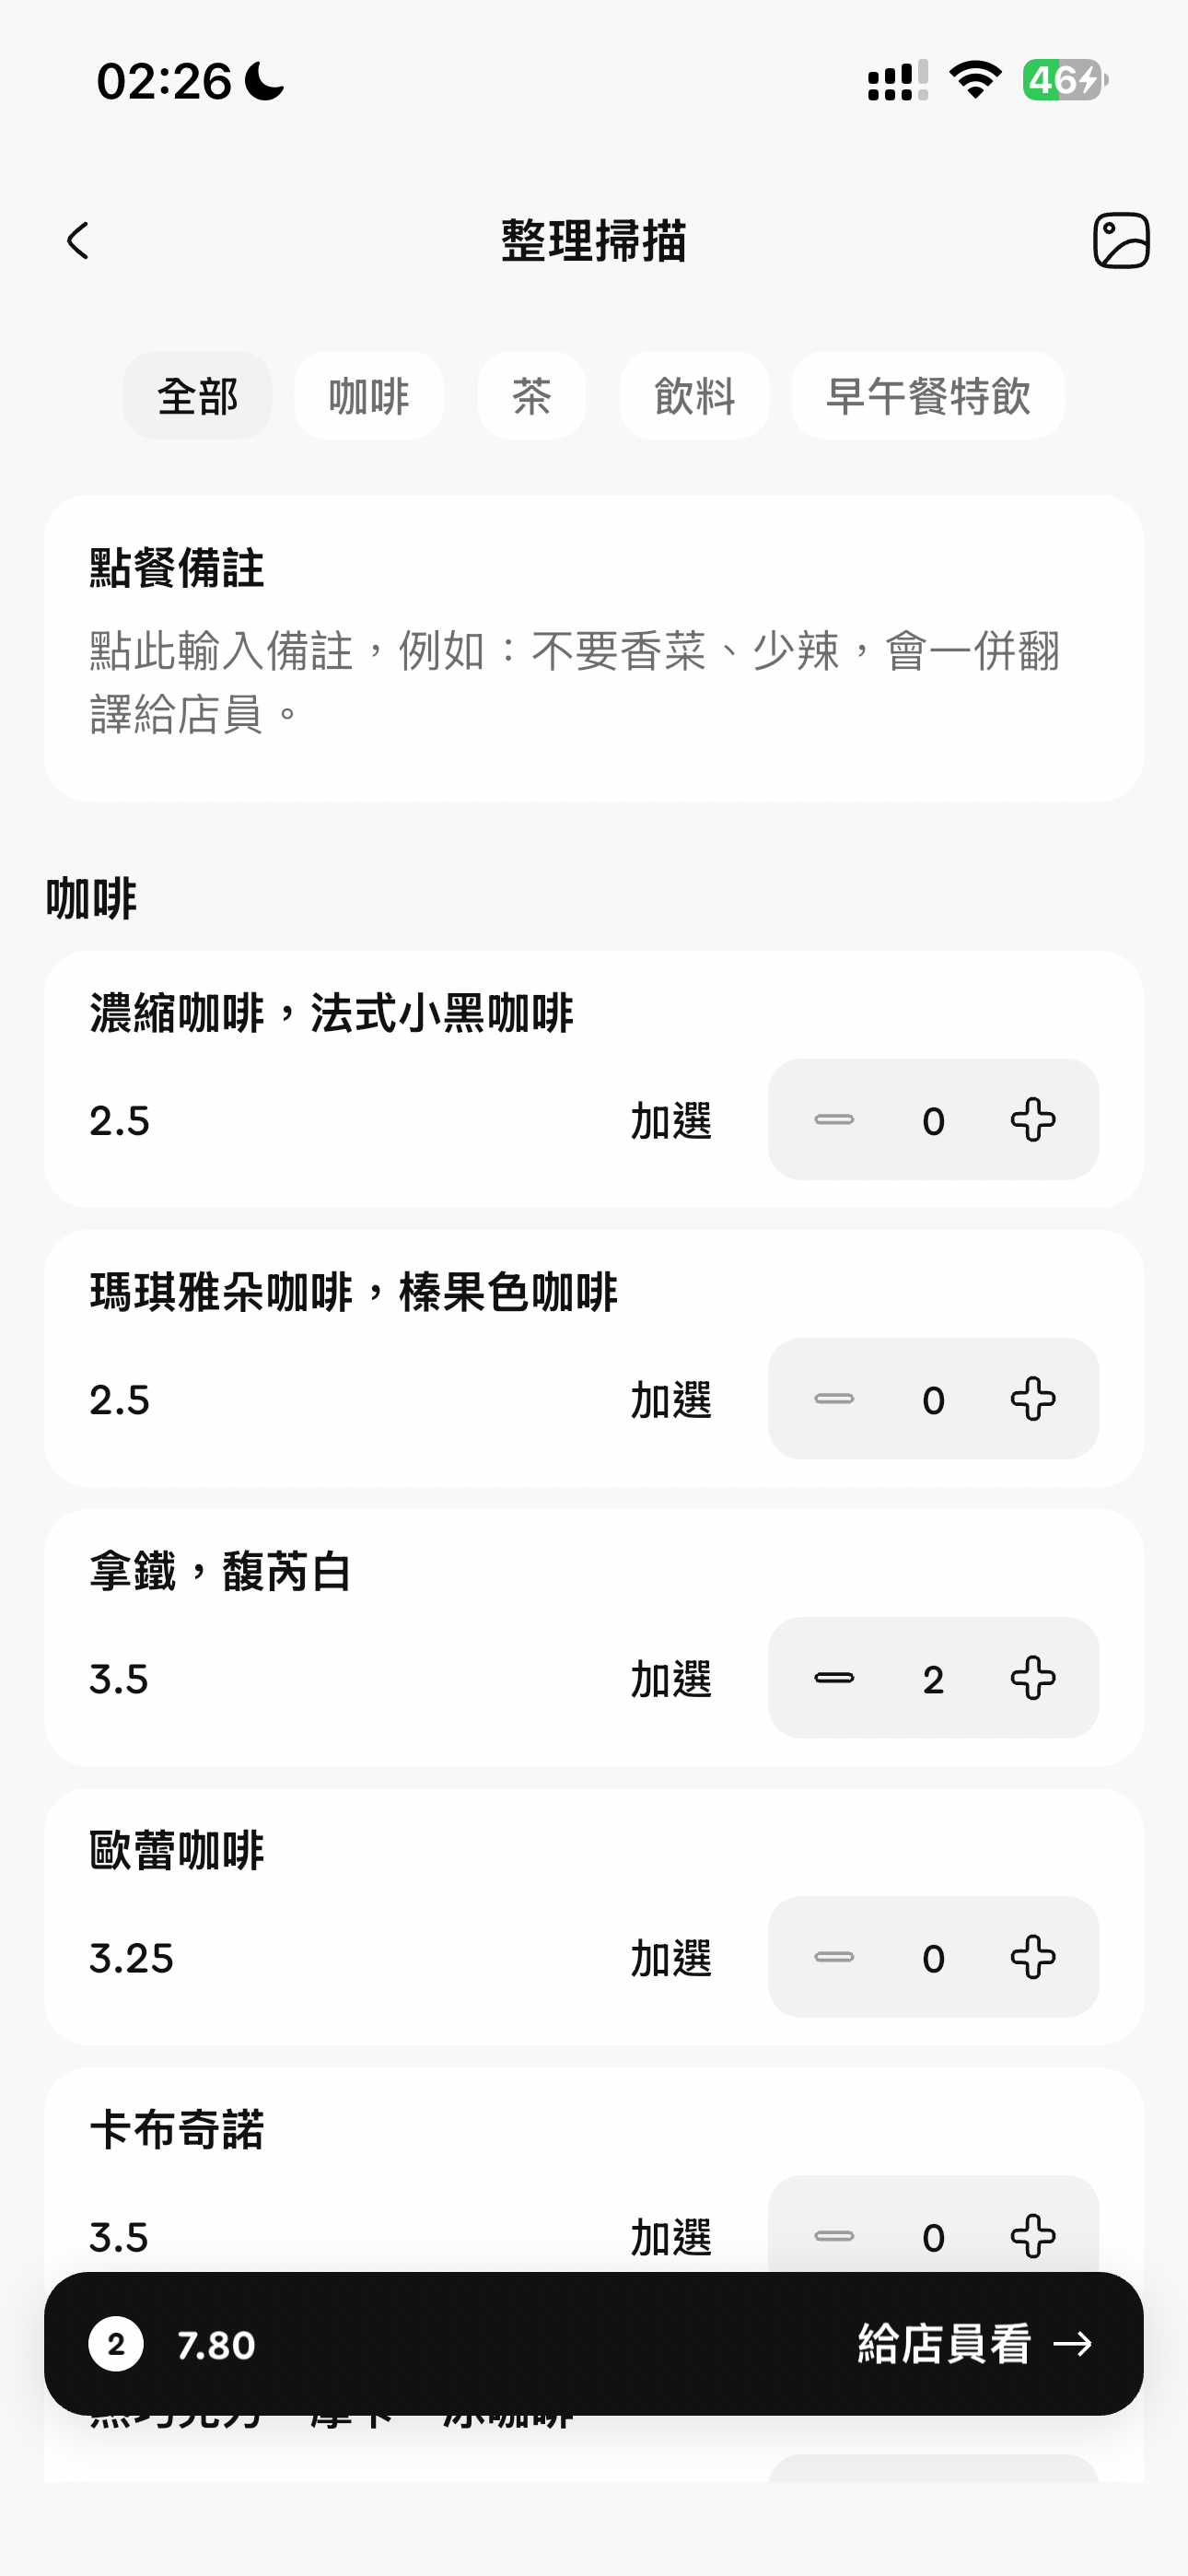 02:26
46
整理掃描
全部
咖啡
茶
飲料
早午餐特飲
點餐備註
點此輸入備註，例如：不要香菜、少辣，會一併翻
譯給店員。
咖啡
濃縮咖啡，法式小黑咖啡
2.5
加選
0
瑪琪雅朵咖啡，榛果色咖啡
2.5
加選
0
拿鐵，馥芮白
3.5
加選
2
歐蕾咖啡
3.25
加選
0
卡布奇諾
3.5
加選
0
2
7.80
給店員看